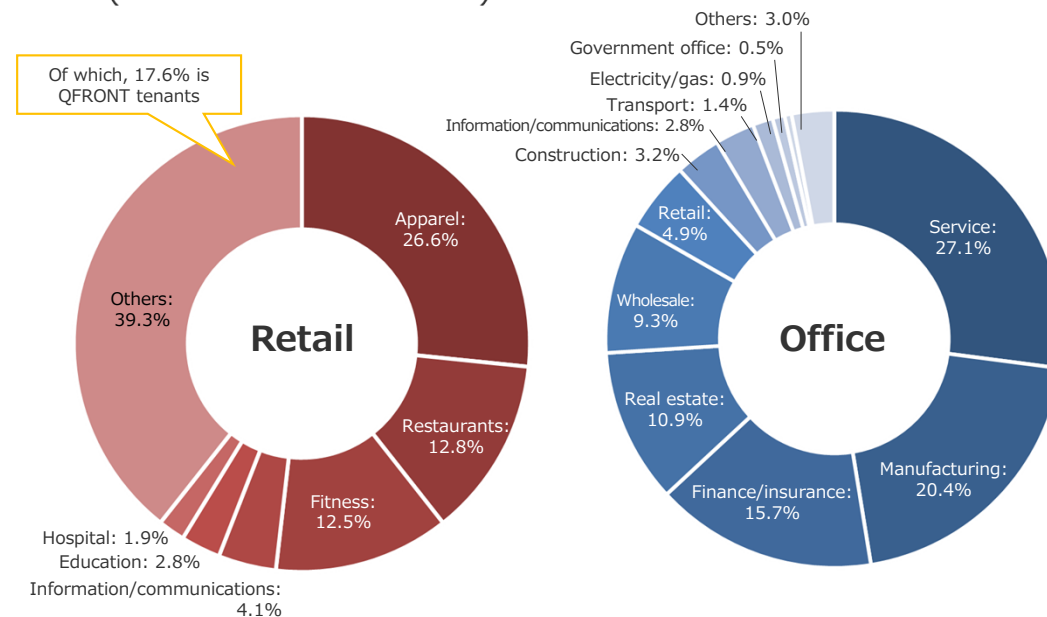 Of which, 17.6% is
QFRONT tenants
Apparel:
26.6%
Restaurants:
12.8%
Fitness:
12.5%
Information/communications:
4.1%
Education: 2.8%
Hospital: 1.9%
Others:
39.3%
Retail
Others: 3.0%
Government office: 0.5%
Electricity/gas: 0.9%
Transport: 1.4%
Information/communications: 2.8%
Construction: 3.2%
Retail:
4.9%
Wholesale:
9.3%
Real estate:
10.9%
Finance/insurance:
15.7%
Manufacturing:
20.4%
Service:
27.1%
Office